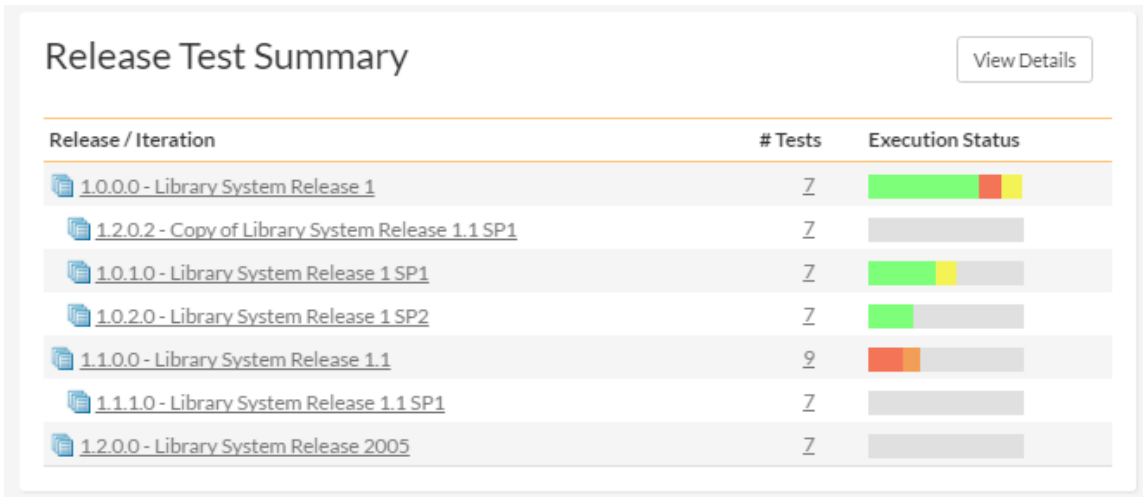 Release Test Summary
View Details
Release / Iteration # Tests Execution Status
1.0.0.0 - Library System Release 1 7
1.2.0.2 - Copy of Library System Release 1.1 SP1 7
1.0.1.0 - Library System Release 1 SP1 7
1.0.2.0 - Library System Release 1 SP2 7
1.1.0.0 - Library System Release 1.1 9
1.1.1.0 - Library System Release 1.1 SP1 7
1.2.0.0 - Library System Release 2005 7